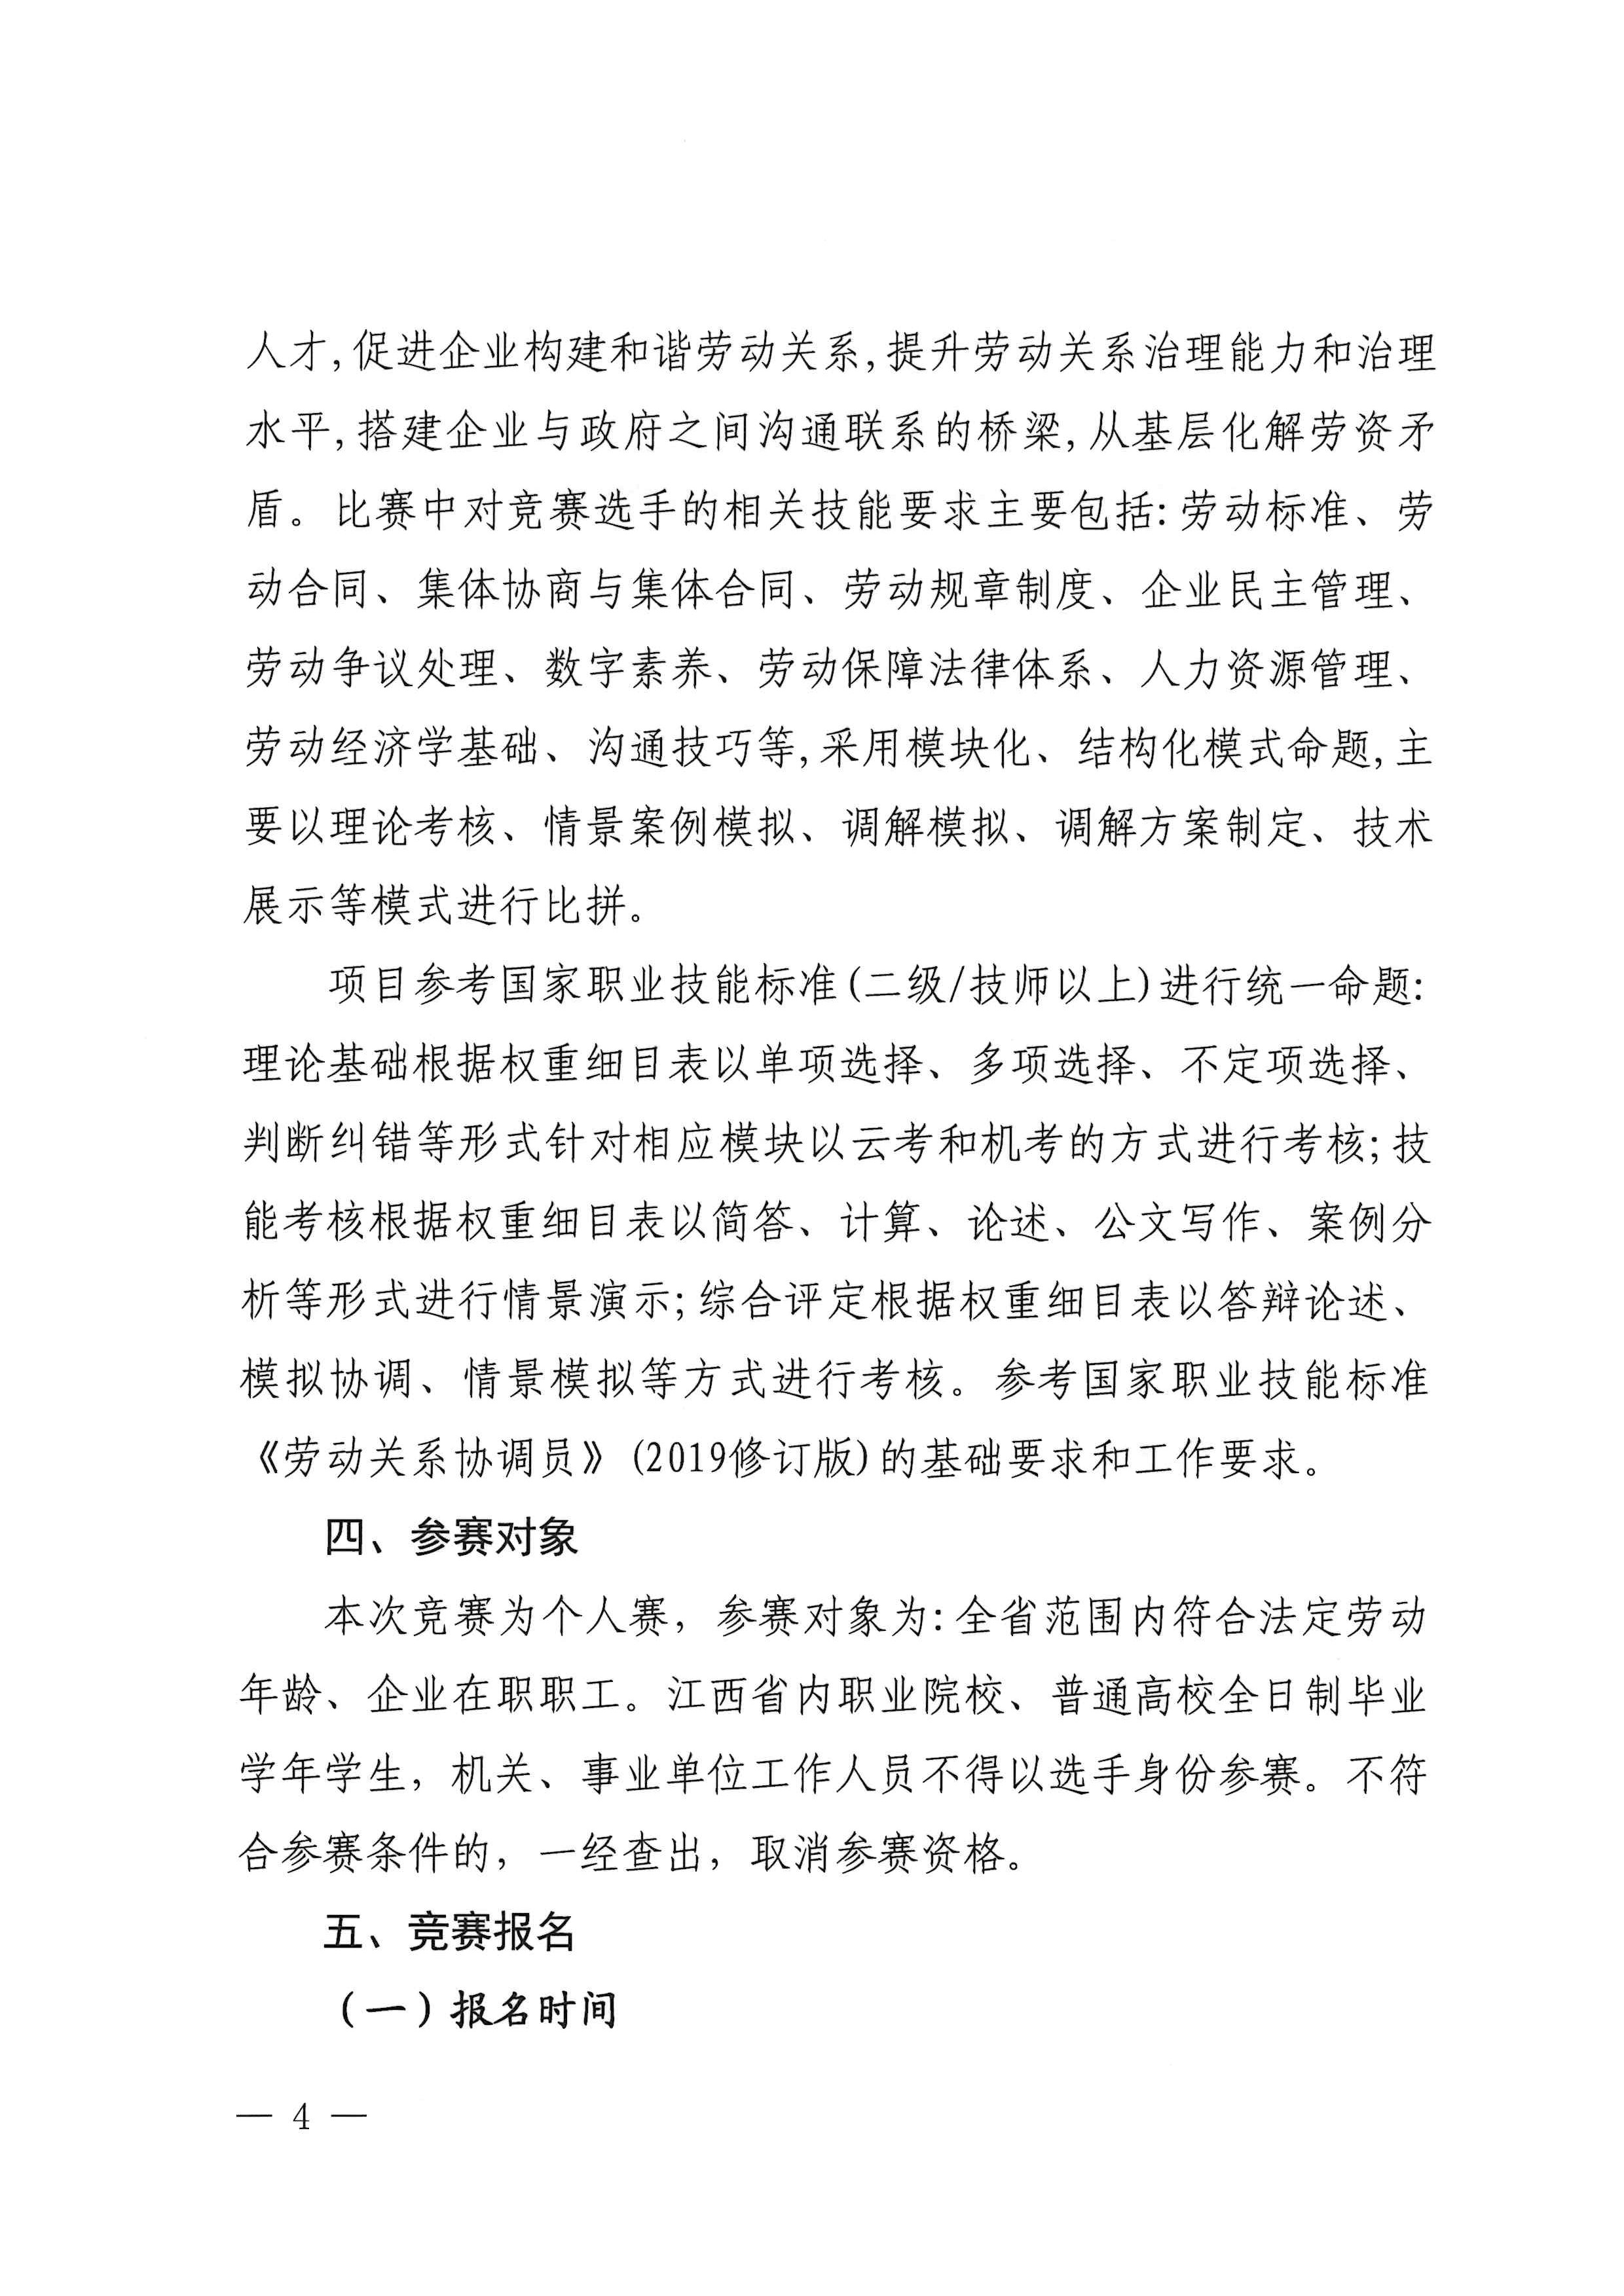 人才,促进企业构建和谐劳动关系,提升劳动关系治理能力和治理
水平,搭建企业与政府之间沟通联系的桥梁,从基层化解劳资矛
盾。比赛中对竞赛选手的相关技能要求主要包括:劳动标准、劳
动合同、集体协商与集体合同、劳动规章制度、企业民主管理、
劳动争议处理、数字素养、劳动保障法律体系、人力资源管理、
劳动经济学基础、沟通技巧等,采用模块化、结构化模式命题,主
要以理论考核、情景案例模拟、调解模拟、调解方案制定、技术
展示等模式进行比拼。
项目参考国家职业技能标准(二级/技师以上)进行统一命题:
理论基础根据权重细目表以单项选择、多项选择、不定项选择、
判断纠错等形式针对相应模块以云考和机考的方式进行考核;技
能考核根据权重细目表以简答、计算、论述、公文写作、案例分
析等形式进行情景演示;综合评定根据权重细目表以答辩论述、
模拟协调、情景模拟等方式进行考核。参考国家职业技能标准
《劳动关系协调员》(2019修订版)的基础要求和工作要求。
四、参赛对象
本次竞赛为个人赛，参赛对象为:全省范围内符合法定劳动
年龄、企业在职职工。江西省内职业院校、普通高校全日制毕业
学年学生，机关、事业单位工作人员不得以选手身份参赛。不符
合参赛条件的，一经查出，取消参赛资格。
五、竞赛报名
（一）报名时间
— 4 —